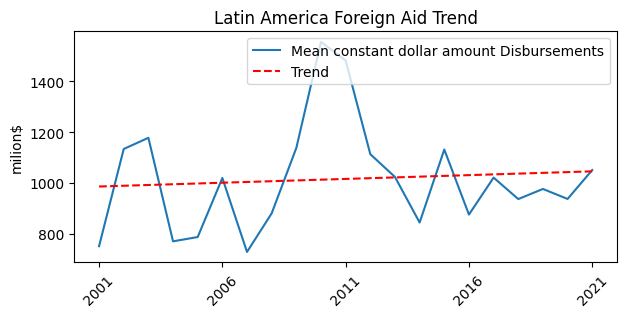 Latin America Foreign Aid Trend
Mean constant dollar amount Disbursements
Trend
milion$
1400
1200
1000
800
2001
2006
2011
2016
2021